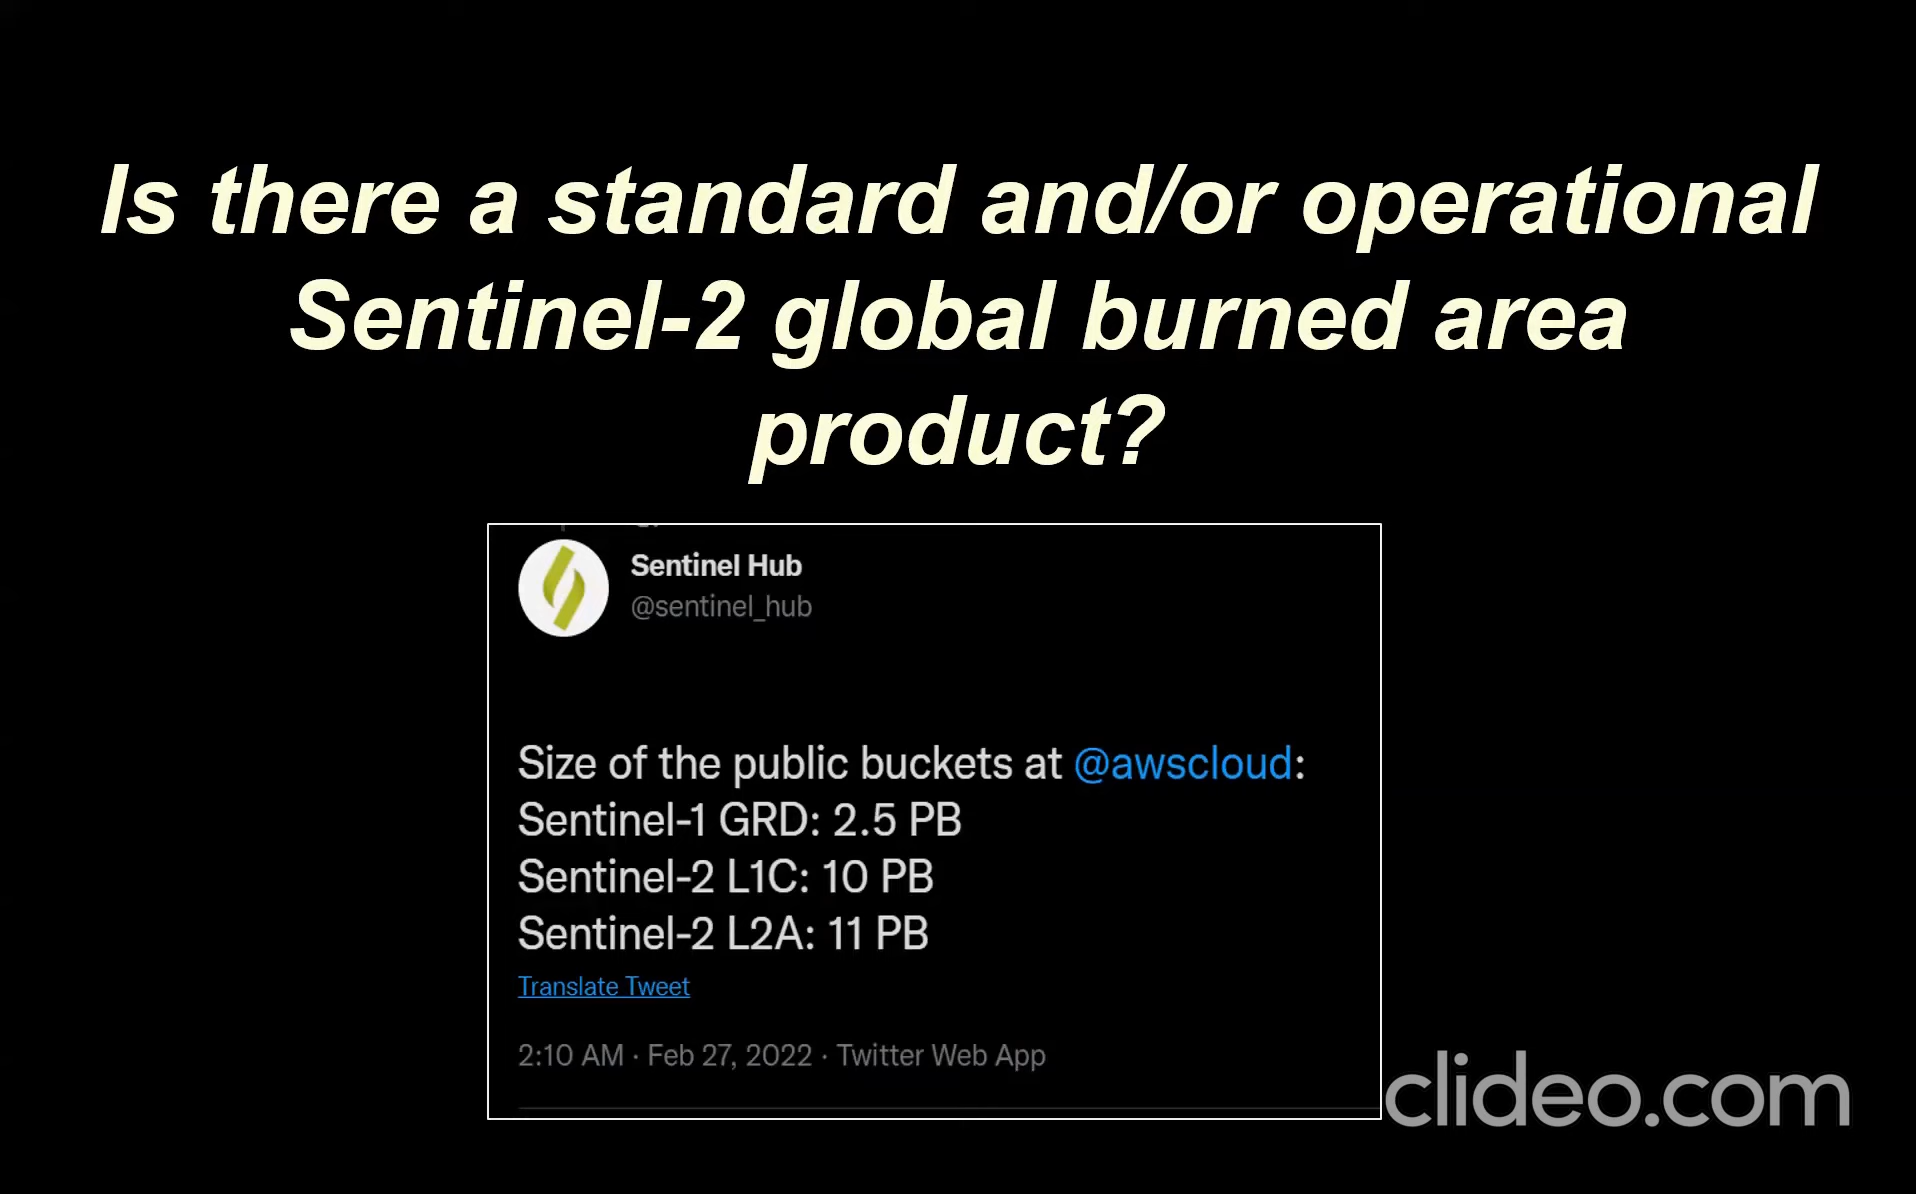 Is there a standard and/or operational
Sentinel-2 global burned area
product?
Sentinel Hub
@sentinel_hub
Size of the public buckets at @awscloud:
Sentinel-1 GRD: 2.5 PB
Sentinel-2 L1C: 10 PB
Sentinel-2 L2A: 11 PB
Translate Tweet
2:10 AM · Feb 27, 2022 · Twitter Web App
clideo.com